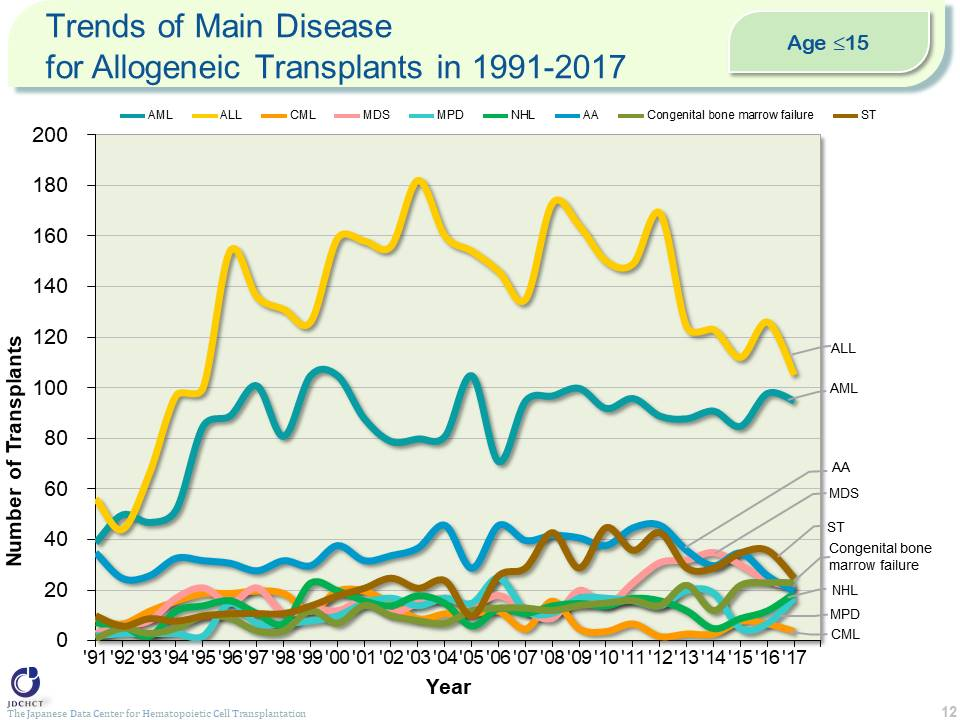 Trends of Main Disease
for Allogeneic Transplants in 1991-2017
Age ≤15
AML ALL CML MDS MPD NHL AA Congenital bone marrow failure ST
200
180
160
140
120
100
80
60
40
20
0
Number of Transplants
ALL
AML
AA
MDS
ST
Congenital bone
marrow failure
NHL
MPD
CML
'91 '92 '93 '94 '95 '96 '97 '98 '99 '00 '01 '02 '03 '04 '05 '06 '07 '08 '09 '10 '11 '12 '13 '14 '15 '16 '17
Year
JDCHCT
The Japanese Data Center for Hematopoietic Cell Transplantation
12